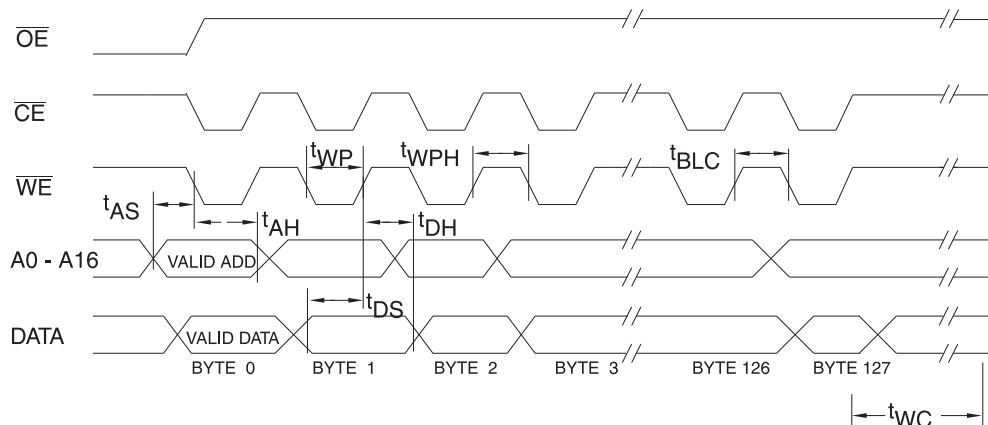 OE
CE
tWP tWPH tBLC
WE
tAS
tAH tDH
A0 - A16 VALID ADD
tDS
DATA VALID DATA
BYTE 0 BYTE 1 BYTE 2 BYTE 3 BYTE 126 BYTE 127
tWC